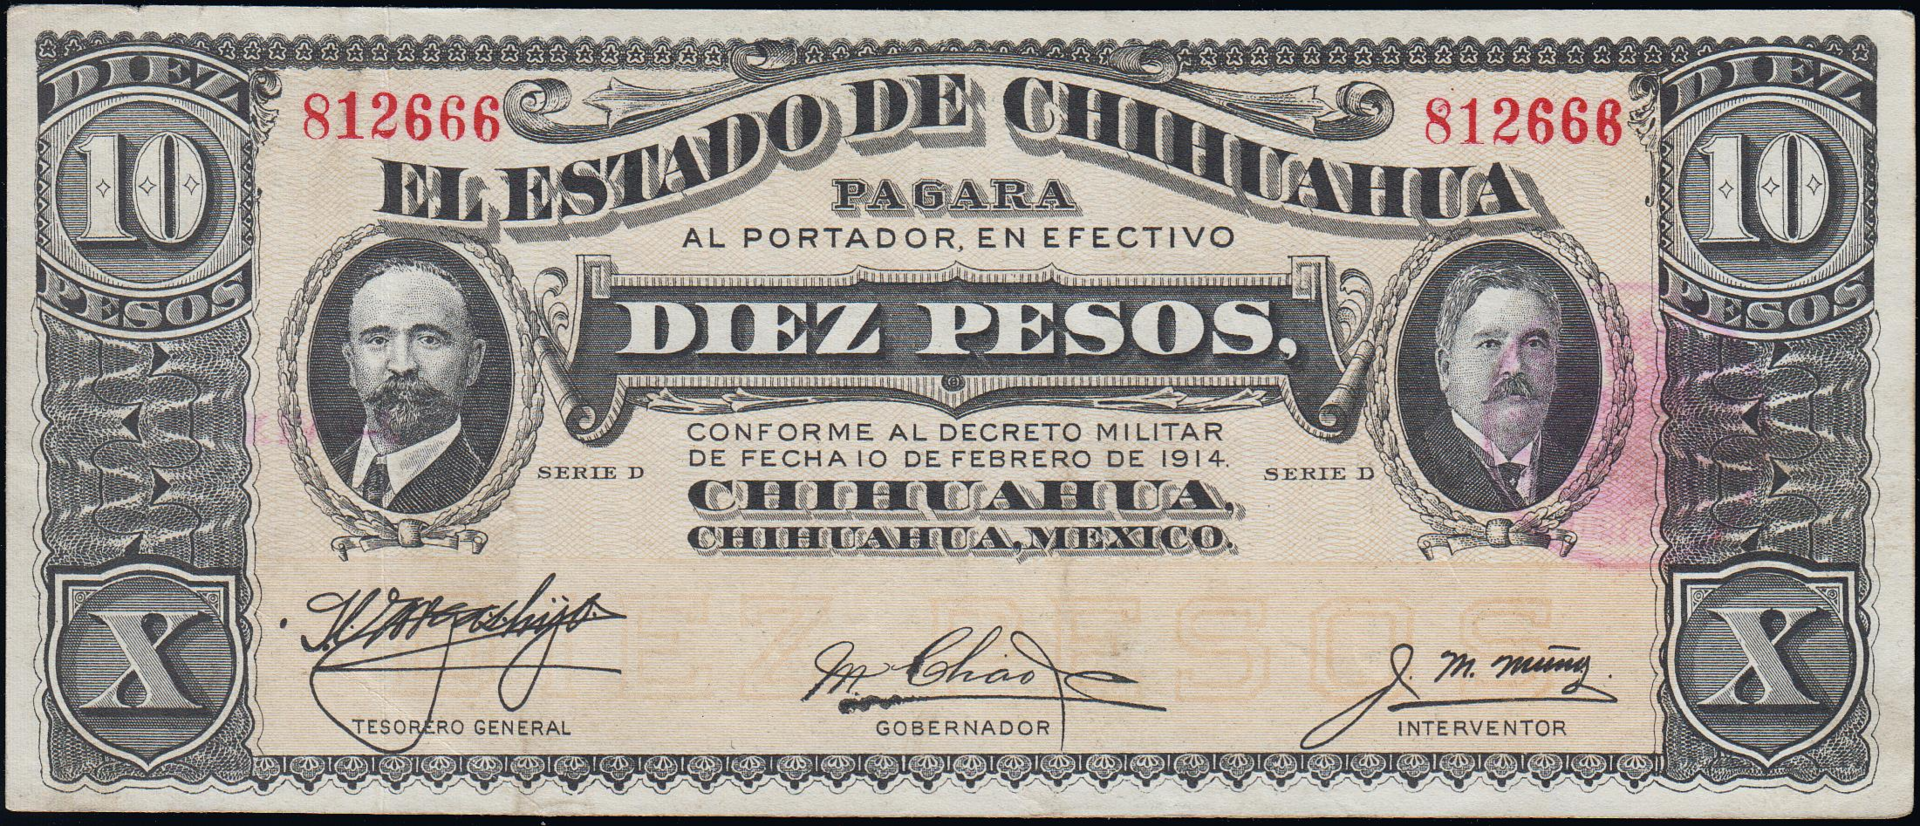 DIEZ
10
PESOS
812666
812666
DIEZ
10
PESOS
EL ESTADO DE CHIHUAHUA
PAGARA
AL PORTADOR, EN EFECTIVO
DIEZ PESOS,
CONFORME AL DECRETO MILITAR
DE FECHA 10 DE FEBRERO DE 1914.
SERIE D
SERIE D
CHIHUAHUA,
CHIHUAHUA, MEXICO.
DIEZ PESOS
M Chao
J. M. Muñoz.
TESORERO GENERAL
GOBERNADOR
INTERVENTOR
X
X